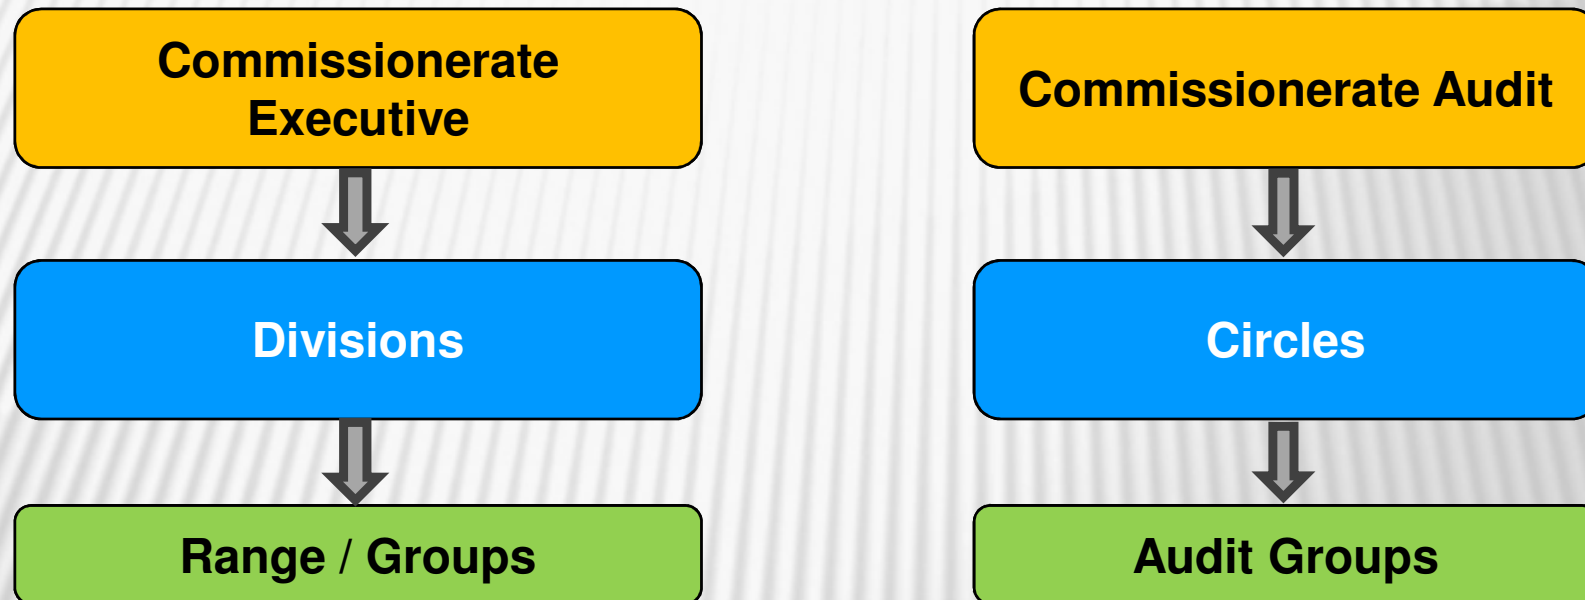 Commissionerate
Executive
Commissionerate Audit
Divisions
Circles
Range / Groups
Audit Groups